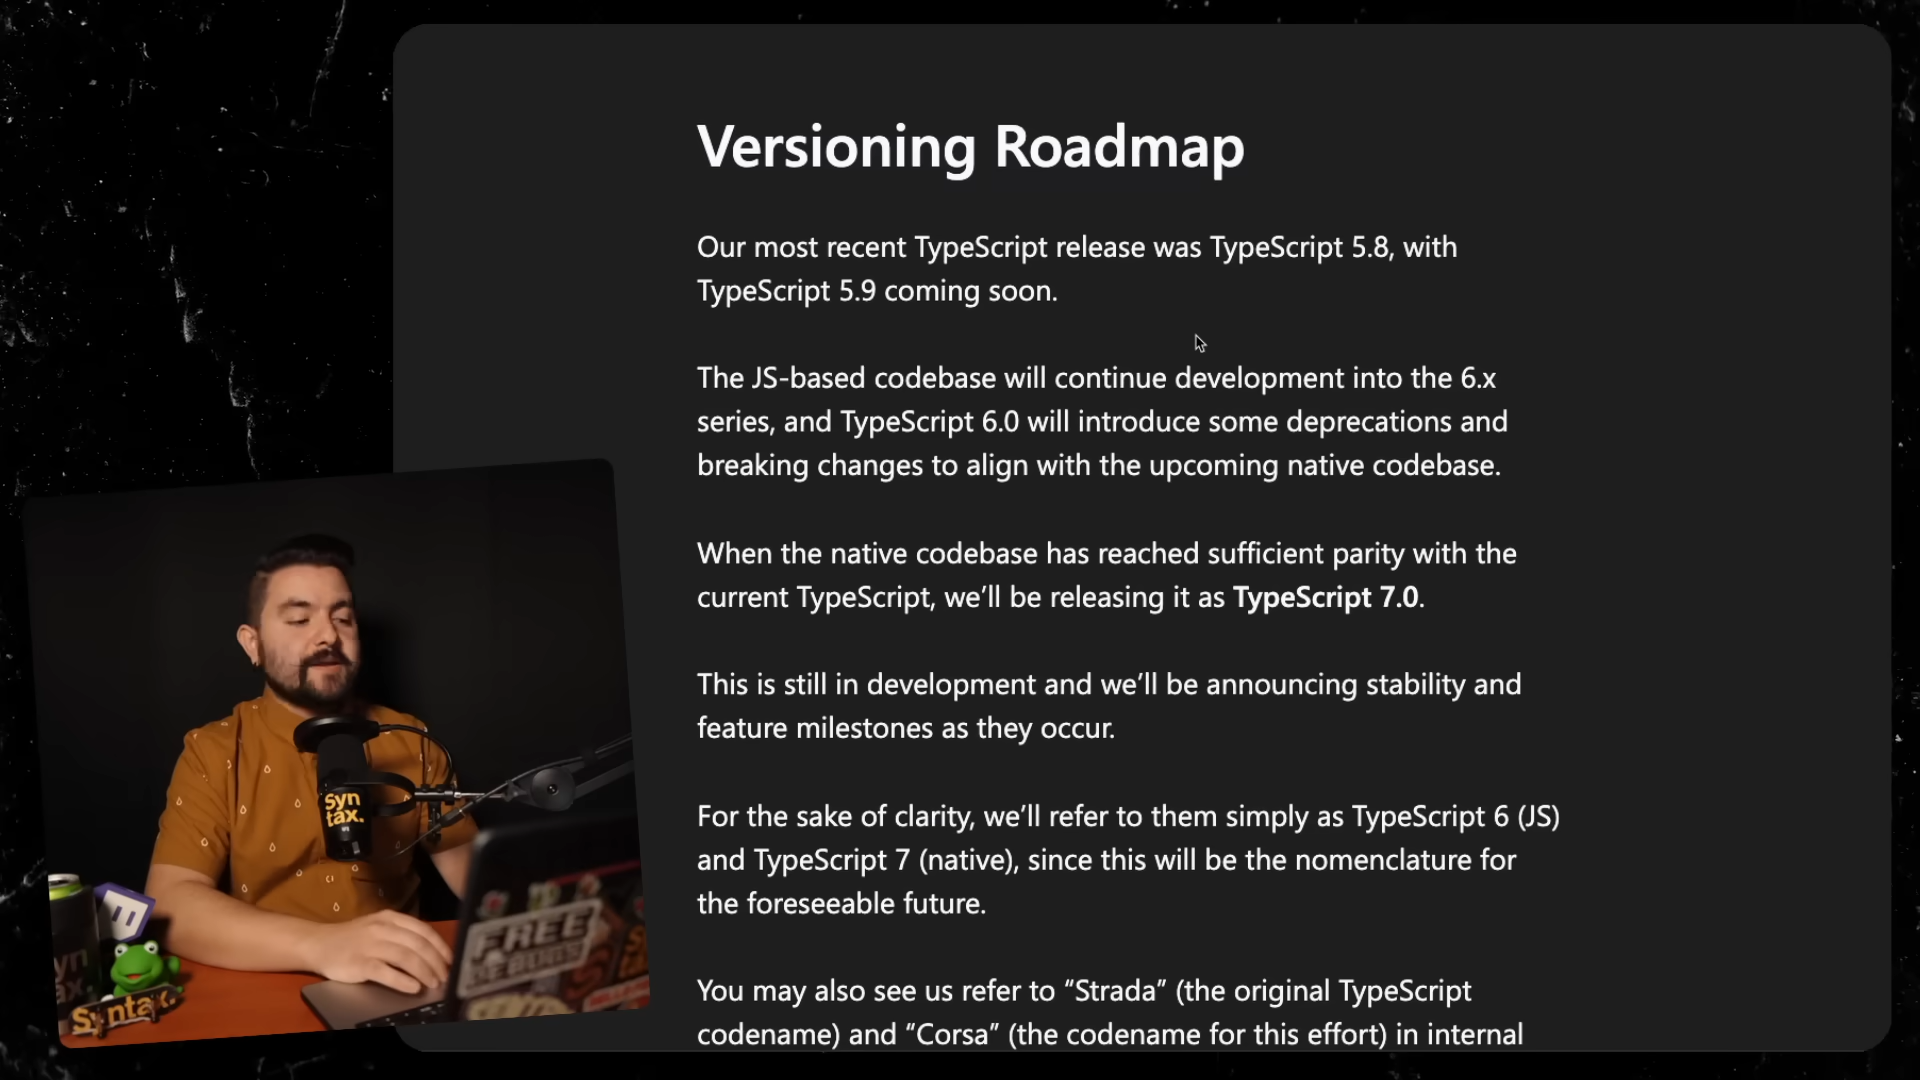 Versioning Roadmap
Our most recent TypeScript release was TypeScript 5.8, with
TypeScript 5.9 coming soon.
The JS-based codebase will continue development into the 6.x
series, and TypeScript 6.0 will introduce some deprecations and
breaking changes to align with the upcoming native codebase.
When the native codebase has reached sufficient parity with the
current TypeScript, we’ll be releasing it as TypeScript 7.0.
This is still in development and we’ll be announcing stability and
feature milestones as they occur.
For the sake of clarity, we’ll refer to them simply as TypeScript 6 (JS)
and TypeScript 7 (native), since this will be the nomenclature for
the foreseeable future.
You may also see us refer to “Strada” (the original TypeScript
codename) and “Corsa” (the codename for this effort) in internal
Syn
tax.
FREE
Syntax.